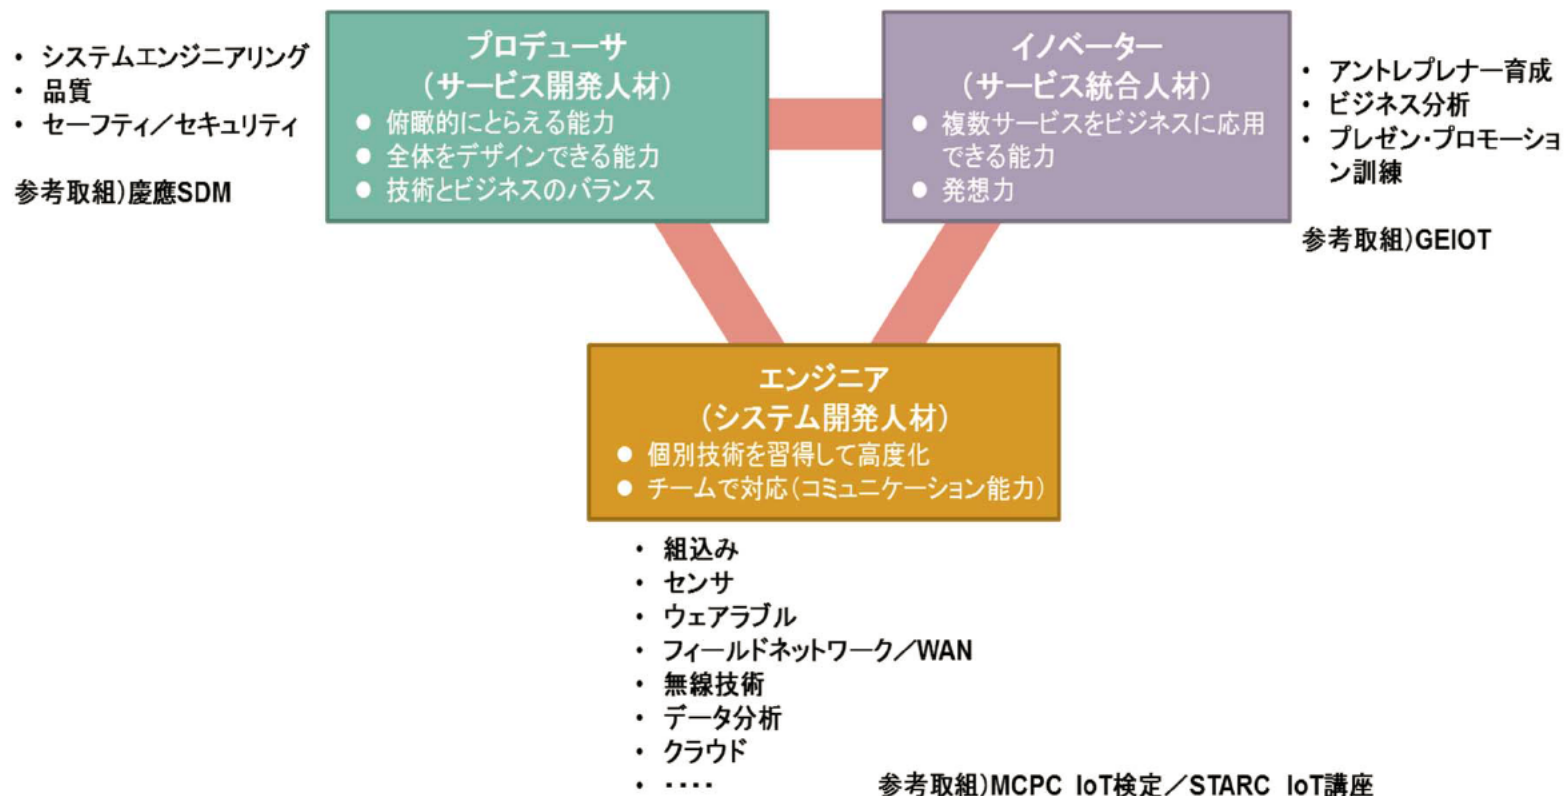 ・ システムエンジニアリング
・ 品質
・ セーフティ／セキュリティ
参考取組)慶應SDM
プロデューサ
（サービス開発人材）
● 俯瞰的にとらえる能力
● 全体をデザインできる能力
● 技術とビジネスのバランス
イノベーター
（サービス統合人材）
● 複数サービスをビジネスに応用
できる能力
● 発想力
・ アントレプレナー育成
・ ビジネス分析
・ プレゼン・プロモーショ
ン訓練
参考取組)GEIOT
エンジニア
（システム開発人材）
● 個別技術を習得して高度化
● チームで対応（コミュニケーション能力）
・ 組込み
・ センサ
・ ウェアラブル
・ フィールドネットワーク／WAN
・ 無線技術
・ データ分析
・ クラウド
・ ・・・・
参考取組)MCPC IoT検定／STARC IoT講座